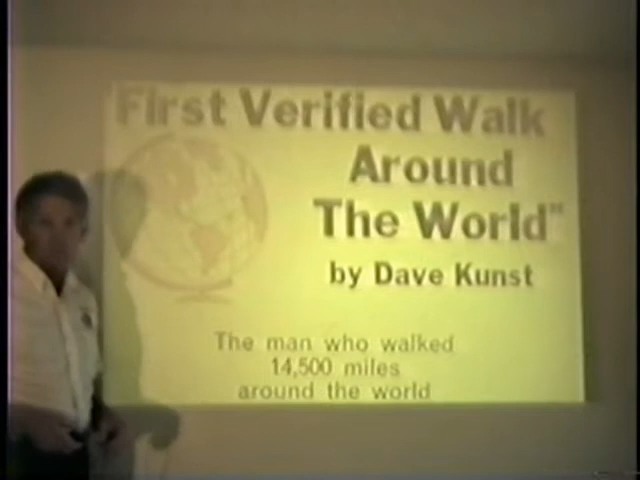 First Verified Walk
Around
The World"
by Dave Kunst
The man who walked
14,500 miles
around the world